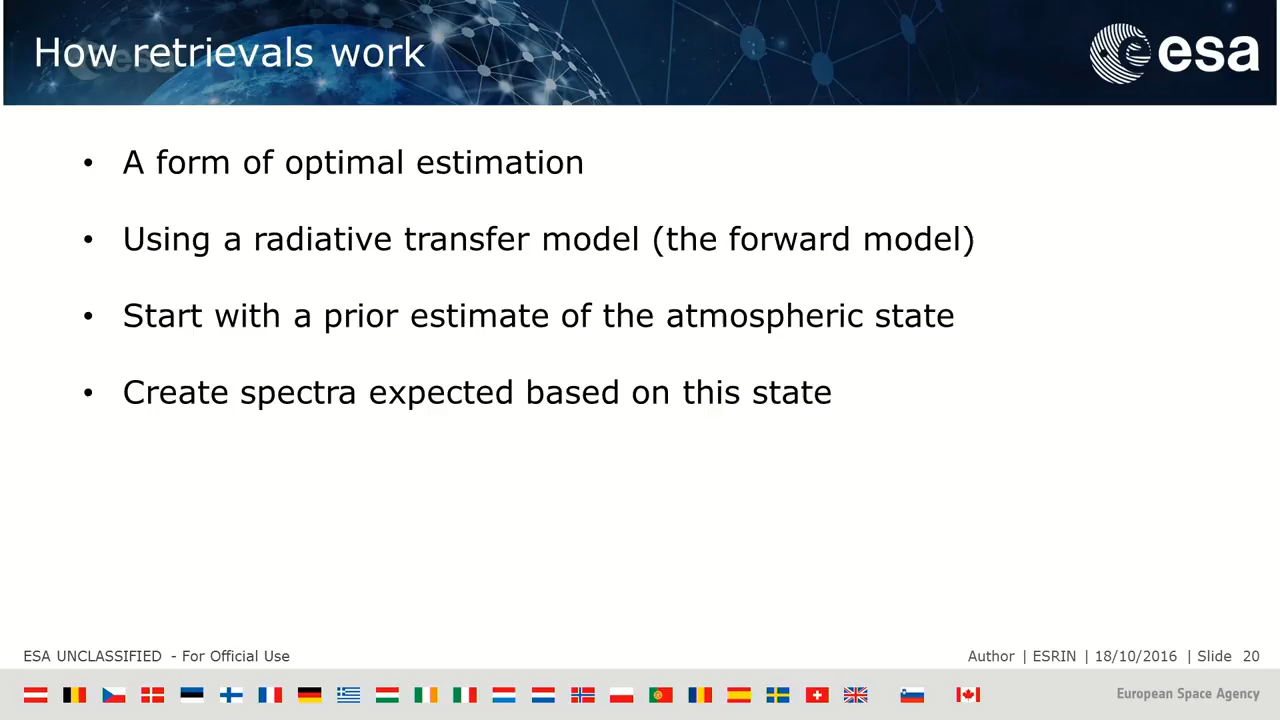 How retrievals work
esa
• A form of optimal estimation
• Using a radiative transfer model (the forward model)
• Start with a prior estimate of the atmospheric state
• Create spectra expected based on this state
ESA UNCLASSIFIED - For Official Use
Author | ESRIN | 18/10/2016 | Slide 20
European Space Agency